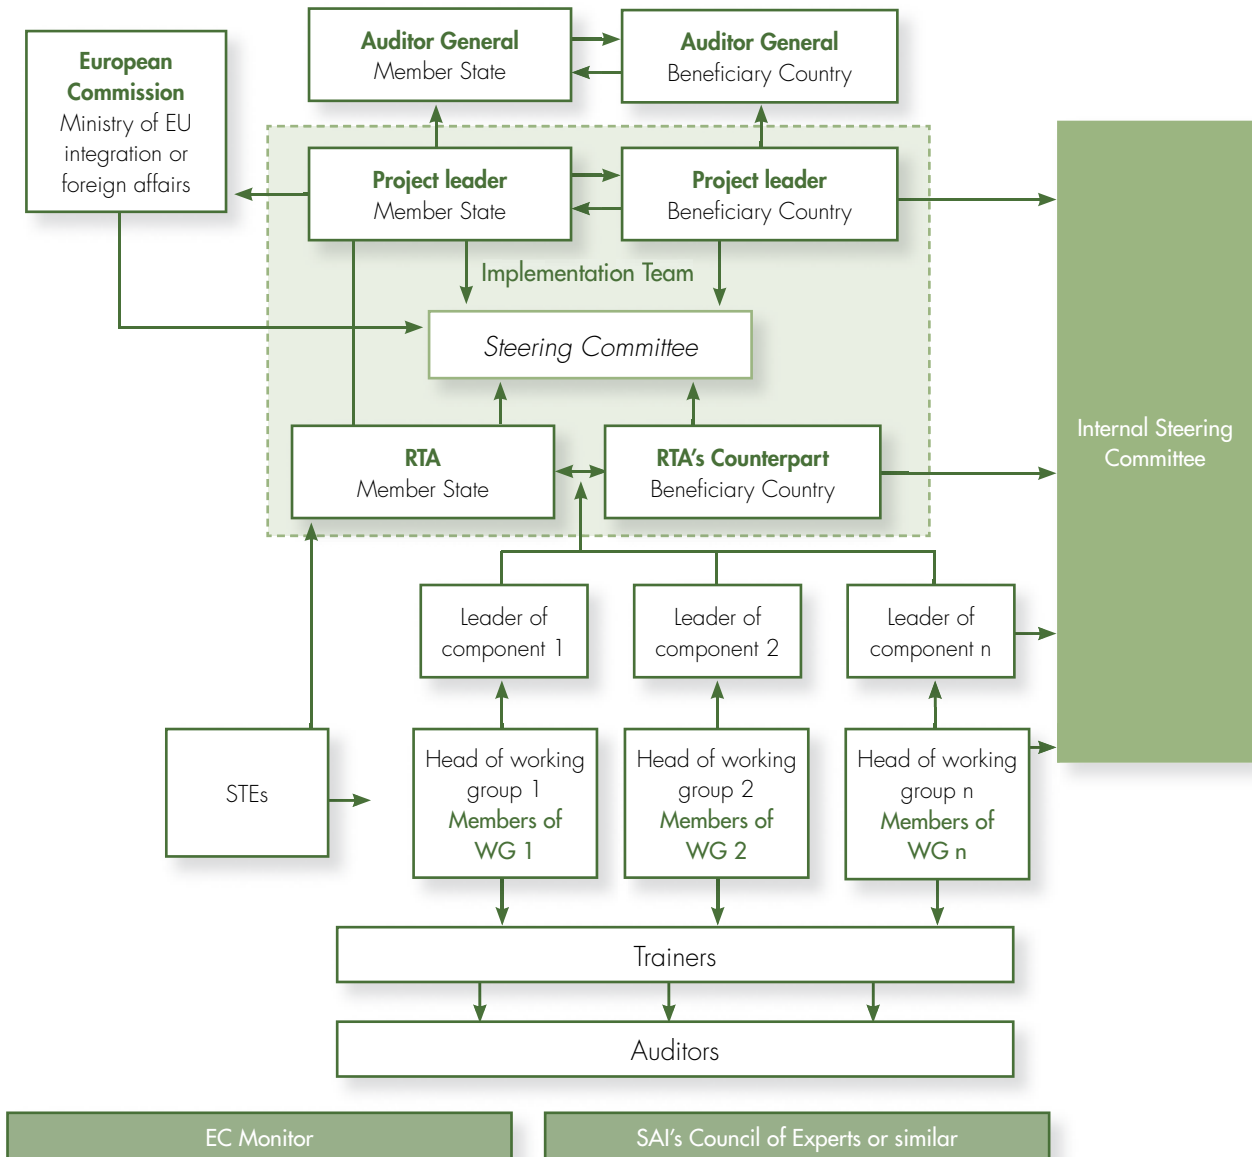 European
Commission
Ministry of EU
integration or
foreign affairs
Auditor General
Member State
Auditor General
Beneficiary Country
Project leader
Member State
Project leader
Beneficiary Country
Implementation Team
Steering Committee
RTA
Member State
RTA's Counterpart
Beneficiary Country
Internal Steering
Committee
Leader of
component 1
Leader of
component 2
Leader of
component n
STEs
Head of working
group 1
Members of
WG 1
Head of working
group 2
Members of
WG 2
Head of working
group n
Members of
WG n
Trainers
Auditors
EC Monitor
SAI's Council of Experts or similar